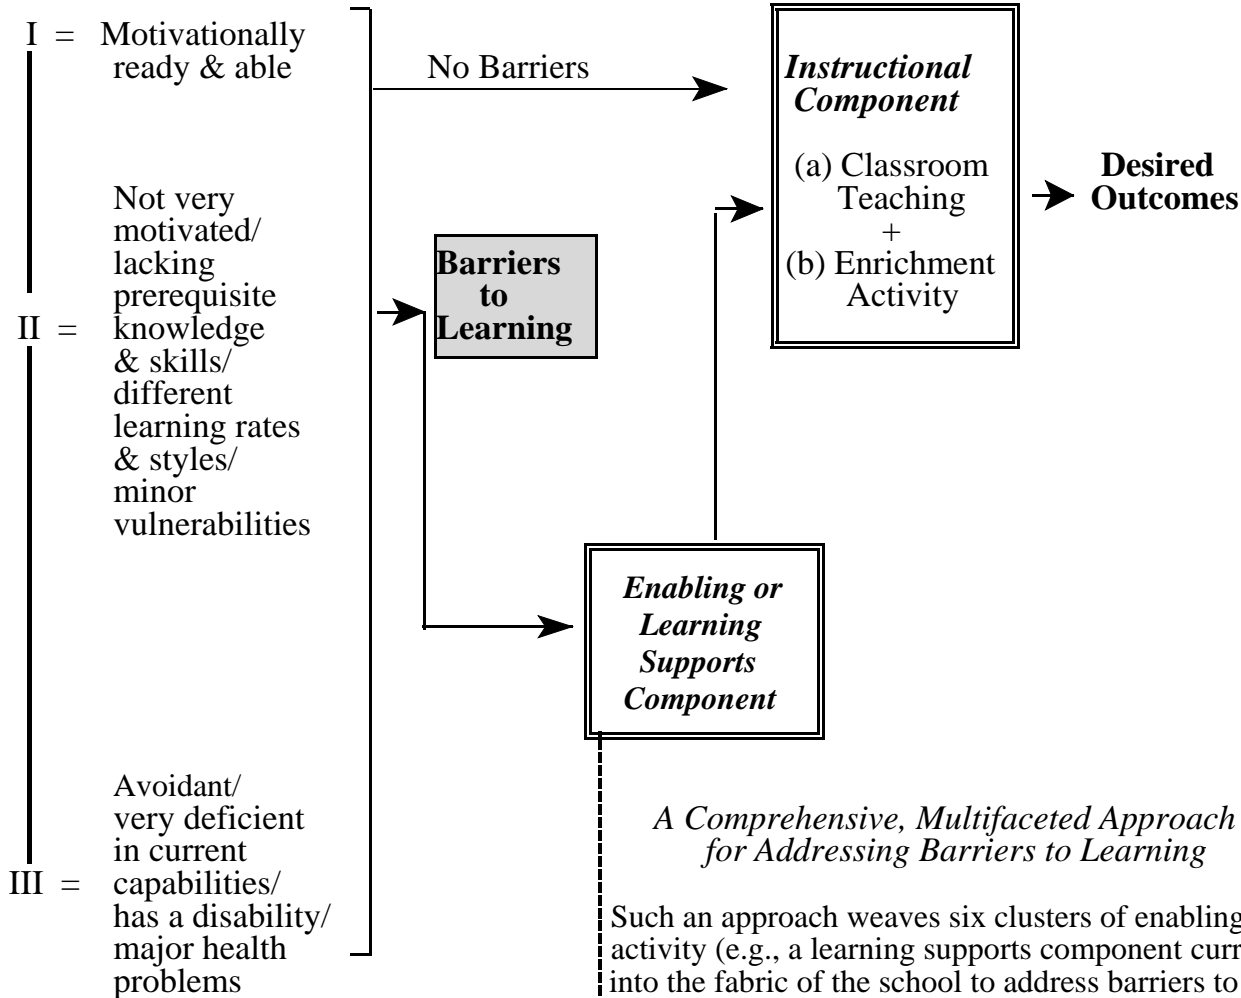 I = Motivationally
ready & able
Not very
motivated/
lacking
prerequisite
II = knowledge
& skills/
different
learning rates
& styles/
minor
vulnerabilities
Avoidant/
very deficient
in current
III = capabilities/
has a disability/
major health
problems
No Barriers
Barriers
to
Learning
Instructional
Component
(a) Classroom
Teaching
+
(b) Enrichment
Activity
Desired
Outcomes
Enabling or
Learning
Supports
Component
A Comprehensive, Multifaceted Approach
for Addressing Barriers to Learning
Such an approach weaves six clusters of enabling
activity (e.g., a learning supports component
into the fabric of the school to address barriers to